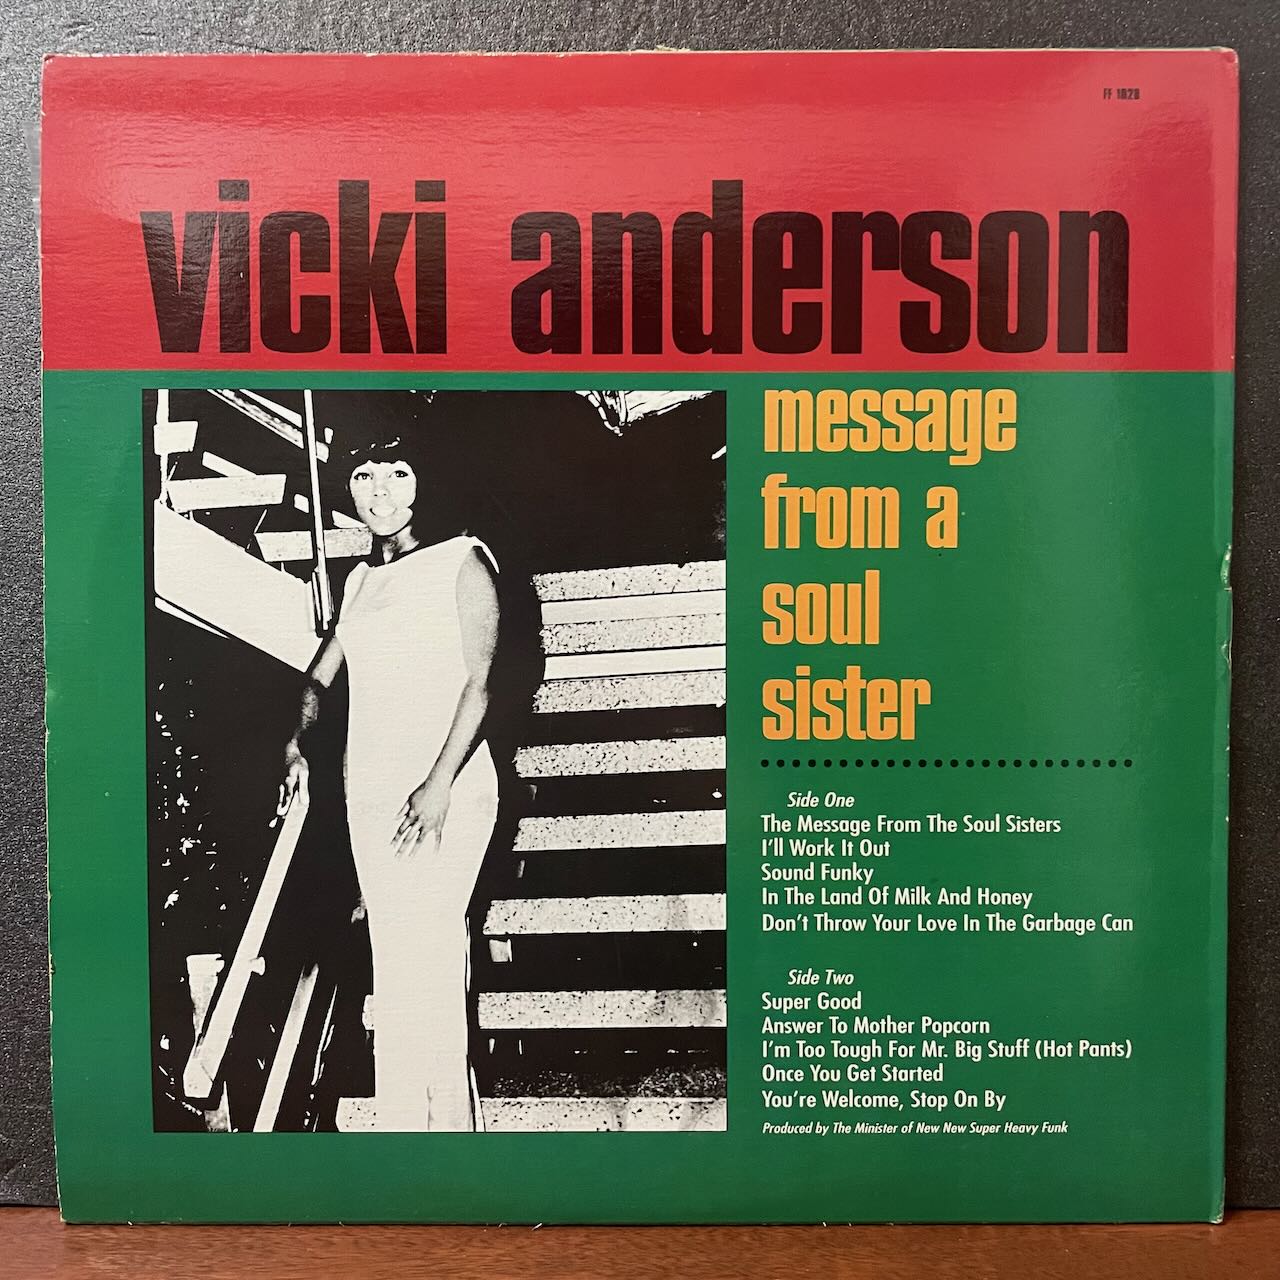 FF 1028
vicki anderson
message
from a
soul
sister
Side One
The Message From The Soul Sisters
I'll Work It Out
Sound Funky
In The Land Of Milk And Honey
Don't Throw Your Love In The Garbage Can
Side Two
Super Good
Answer To Mother Popcorn
I'm Too Tough For Mr. Big Stuff (Hot Pants)
Once You Get Started
You're Welcome, Stop On By
Produced by The Minister of New New Super Heavy Funk